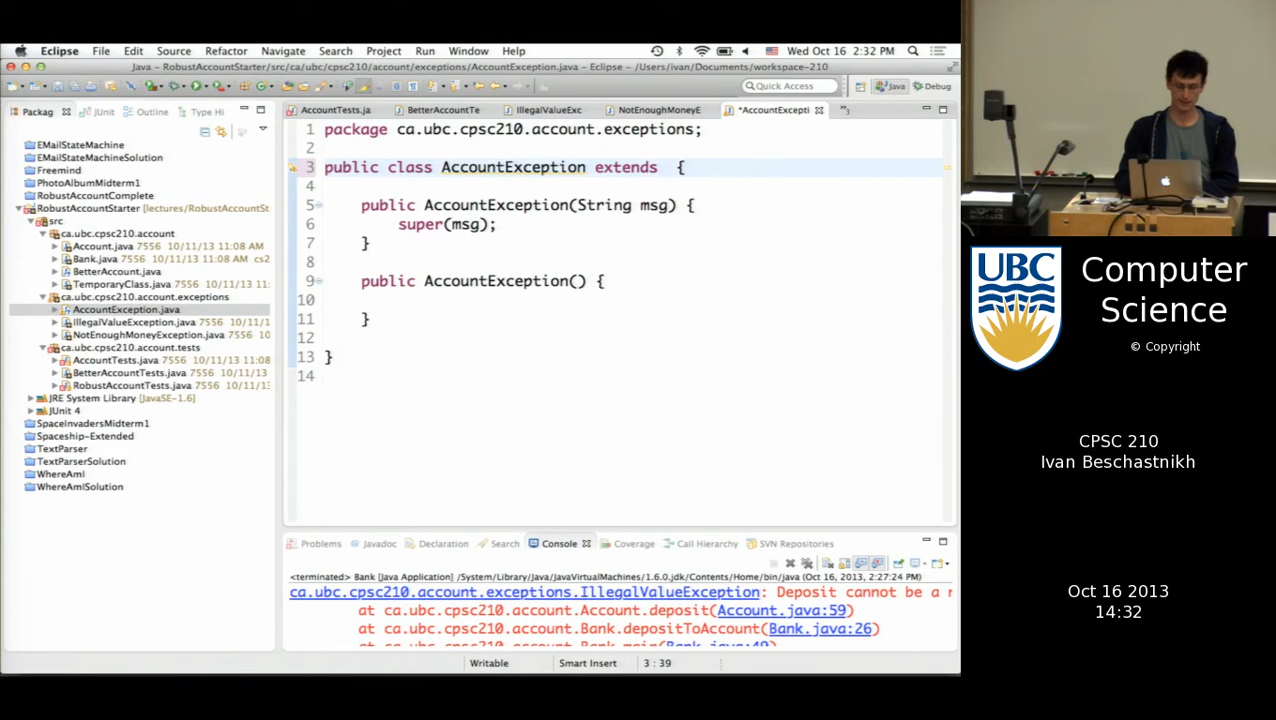 Eclipse File Edit Source Refactor Navigate Search Project Run Window Help Wed Oct 16 2:32 PM
Java – RobustAccountStarter/src/ca/ubc/cpsc210/account/exceptions/AccountException.java – Eclipse – /Users/ivan/Documents/workspace-210
Quick Access Java Debug
Packag JUnit Outline Type Hi
AccountTests.ja BetterAccountTe IllegalValueExc NotEnoughMoneyE *AccountExcepti
EMailStateMachine
EMailStateMachineSolution
Freemind
PhotoAlbumMidterm1
RobustAccountComplete
RobustAccountStarter [lectures/RobustAccountSt
src
ca.ubc.cpsc210.account
Account.java 7556 10/11/13 11:08 AM
Bank.java 7556 10/11/13 11:08 AM cs2
BetterAccount.java
TemporaryClass.java 7556 10/11/13 11:
ca.ubc.cpsc210.account.exceptions
AccountException.java
IllegalValueException.java 7556 10/11/1
NotEnoughMoneyException.java 7556 10
ca.ubc.cpsc210.account.tests
AccountTests.java 7556 10/11/13 11:08
BetterAccountTests.java 7556 10/11/13
RobustAccountTests.java 7556 10/11/13
JRE System Library [JavaSE-1.6]
JUnit 4
SpaceInvadersMidterm1
Spaceship-Extended
TextParser
TextParserSolution
WhereAmI
WhereAmISolution
1 package ca.ubc.cpsc210.account.exceptions;
2
3 public class AccountException extends {
4
5 public AccountException(String msg) {
6 super(msg);
7 }
8
9 public AccountException() {
10
11 }
12
13 }
14
Problems Javadoc Declaration Search Console Coverage Call Hierarchy SVN Repositories
<terminated> Bank [Java Application] /System/Library/Java/JavaVirtualMachines/1.6.0.jdk/Contents/Home/bin/java (Oct 16, 2013 2:27:24 PM)
ca.ubc.cpsc210.account.exceptions.IllegalValueException: Deposit cannot be a
at ca.ubc.cpsc210.account.Account.deposit(Account.java:59)
at ca.ubc.cpsc210.account.Bank.depositToAccount(Bank.java:26)
Writable Smart Insert 3 : 39
UBC
Computer
Science
© Copyright
CPSC 210
Ivan Beschastnikh
Oct 16 2013
14:32